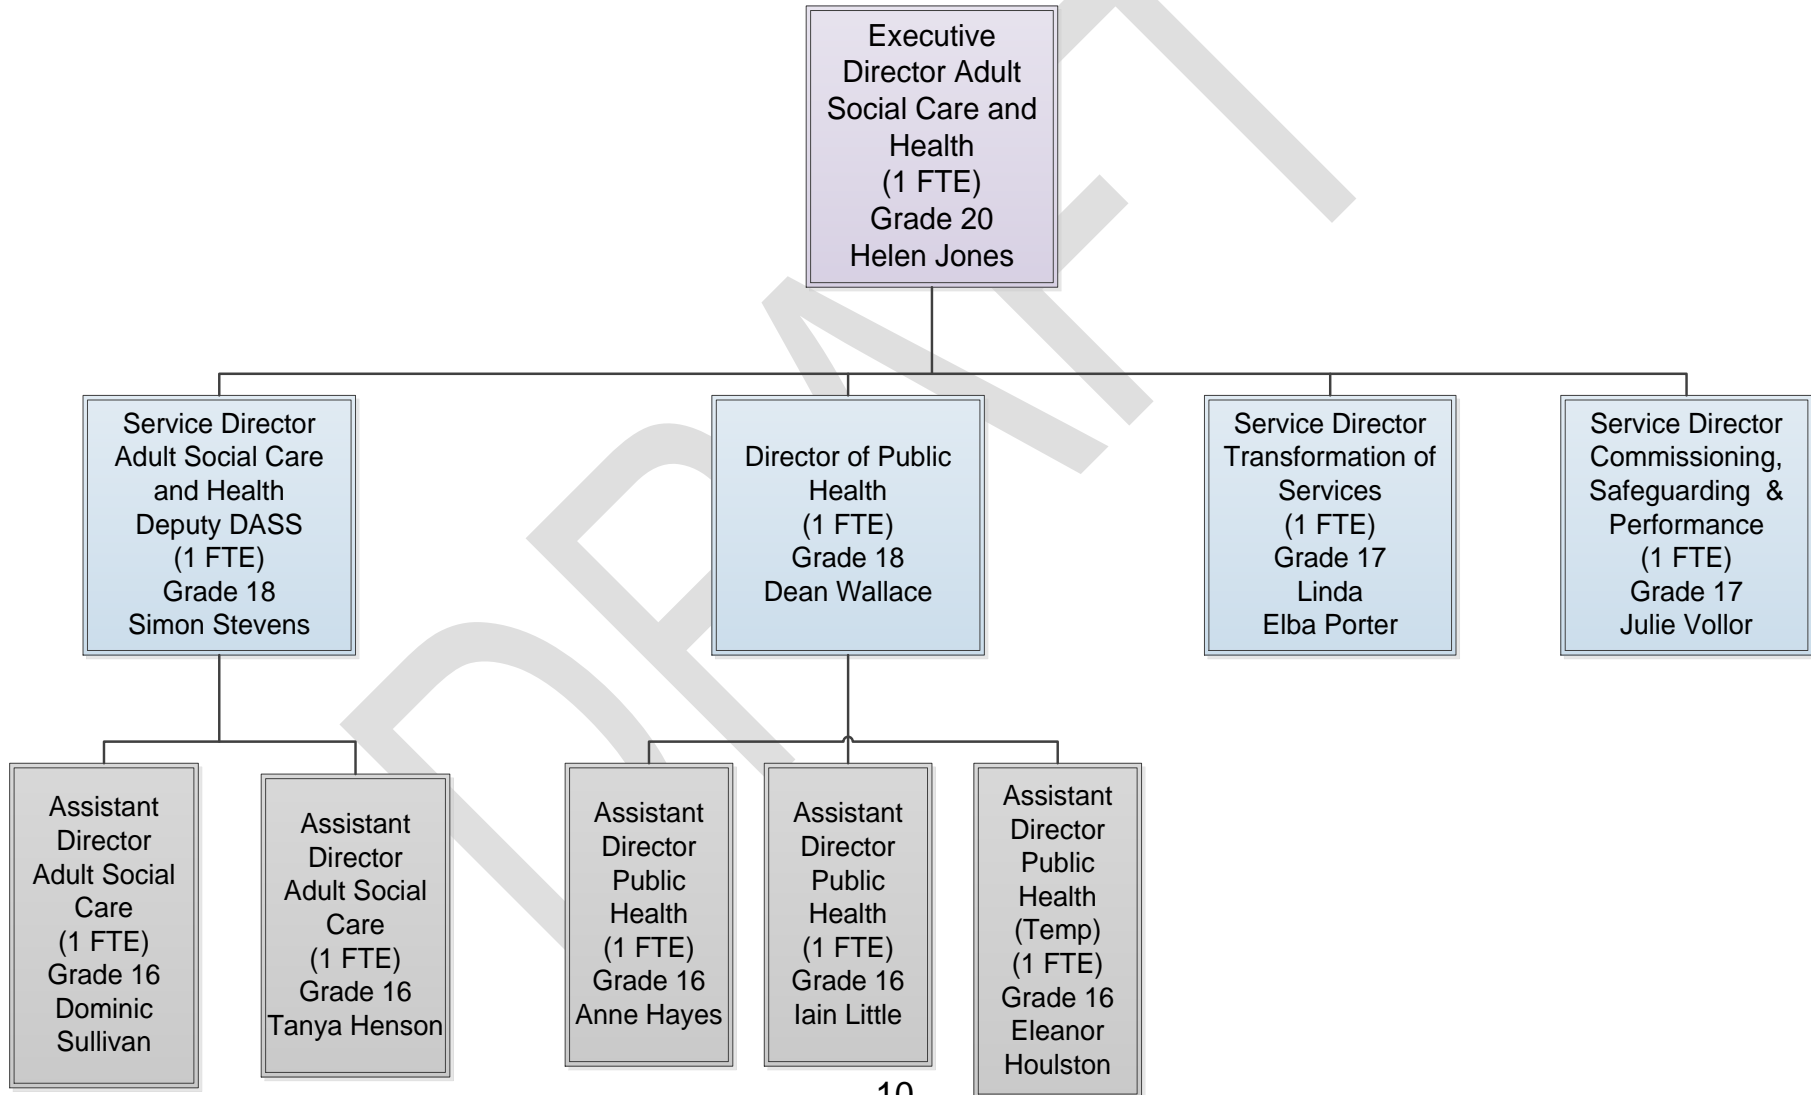 Executive
Director Adult
Social Care and
Health
(1 FTE)
Grade 20
Helen Jones
Service Director
Adult Social Care
and Health
Deputy DASS
(1 FTE)
Grade 18
Simon Stevens
Director of Public
Health
(1 FTE)
Grade 18
Dean Wallace
Service Director
Transformation of
Services
(1 FTE)
Grade 17
Linda
Elba Porter
Service Director
Commissioning,
Safeguarding &
Performance
(1 FTE)
Grade 17
Julie Vollor
Assistant
Director
Adult Social
Care
(1 FTE)
Grade 16
Dominic
Sullivan
Assistant
Director
Adult Social
Care
(1 FTE)
Grade 16
Tanya Henson
Assistant
Director
Public
Health
(1 FTE)
Grade 16
Anne Hayes
Assistant
Director
Public
Health
(1 FTE)
Grade 16
Iain Little
Assistant
Director
Public
Health
(Temp)
(1 FTE)
Grade 16
Eleanor
Houlston
10
DRAFT